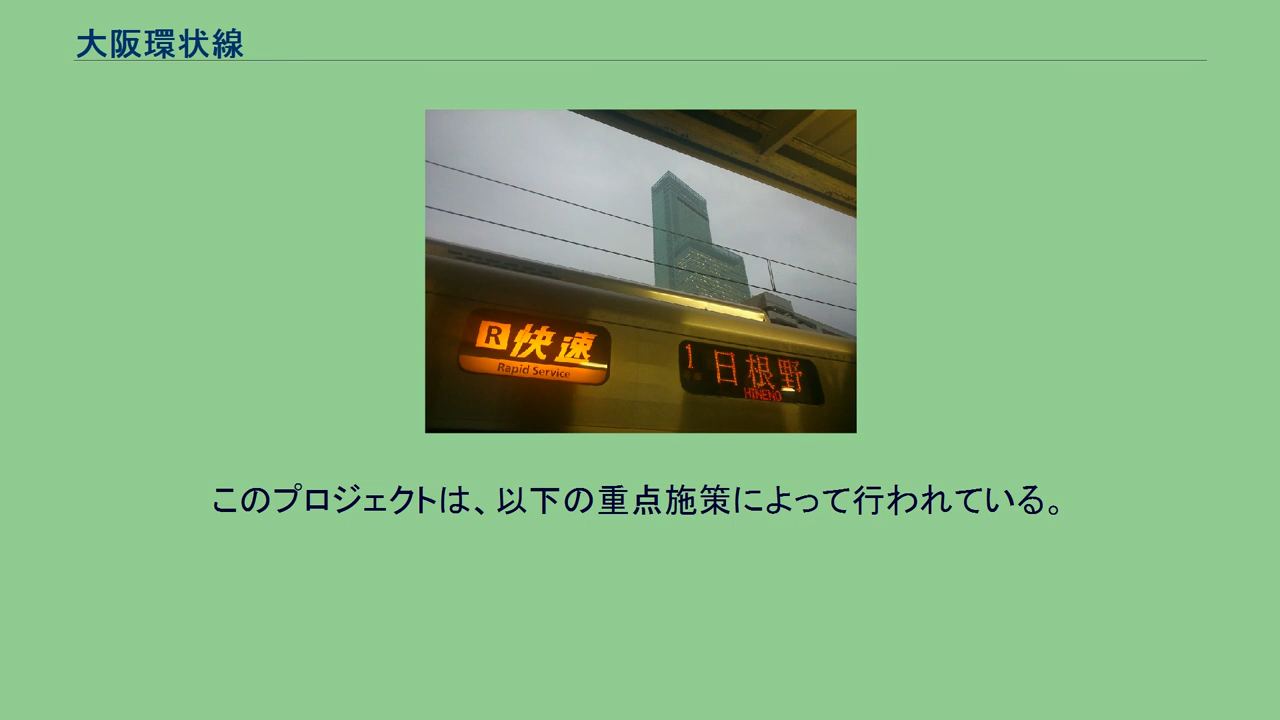 大阪環状線
R快速
Rapid Service
1 日根野
HINENO
このプロジェクトは、以下の重点施策によって行われている。